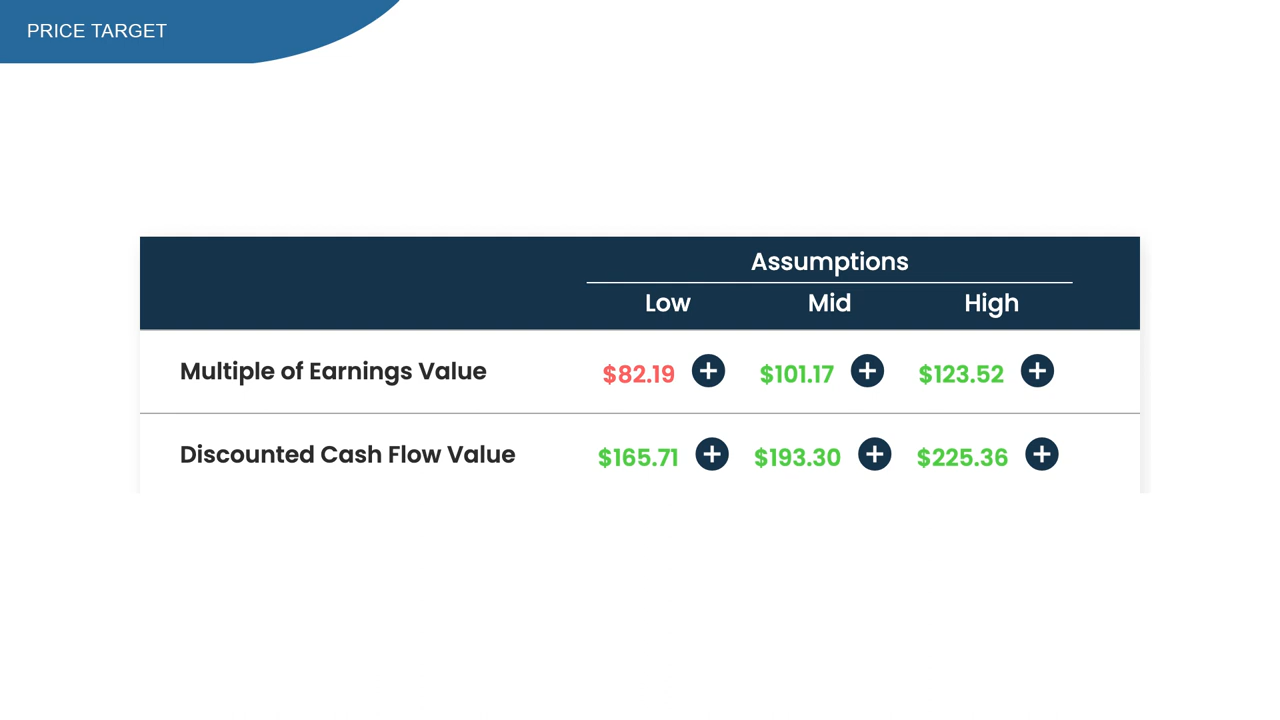 PRICE TARGET
Assumptions
Low Mid High
Multiple of Earnings Value $82.19 $101.17 $123.52
Discounted Cash Flow Value $165.71 $193.30 $225.36